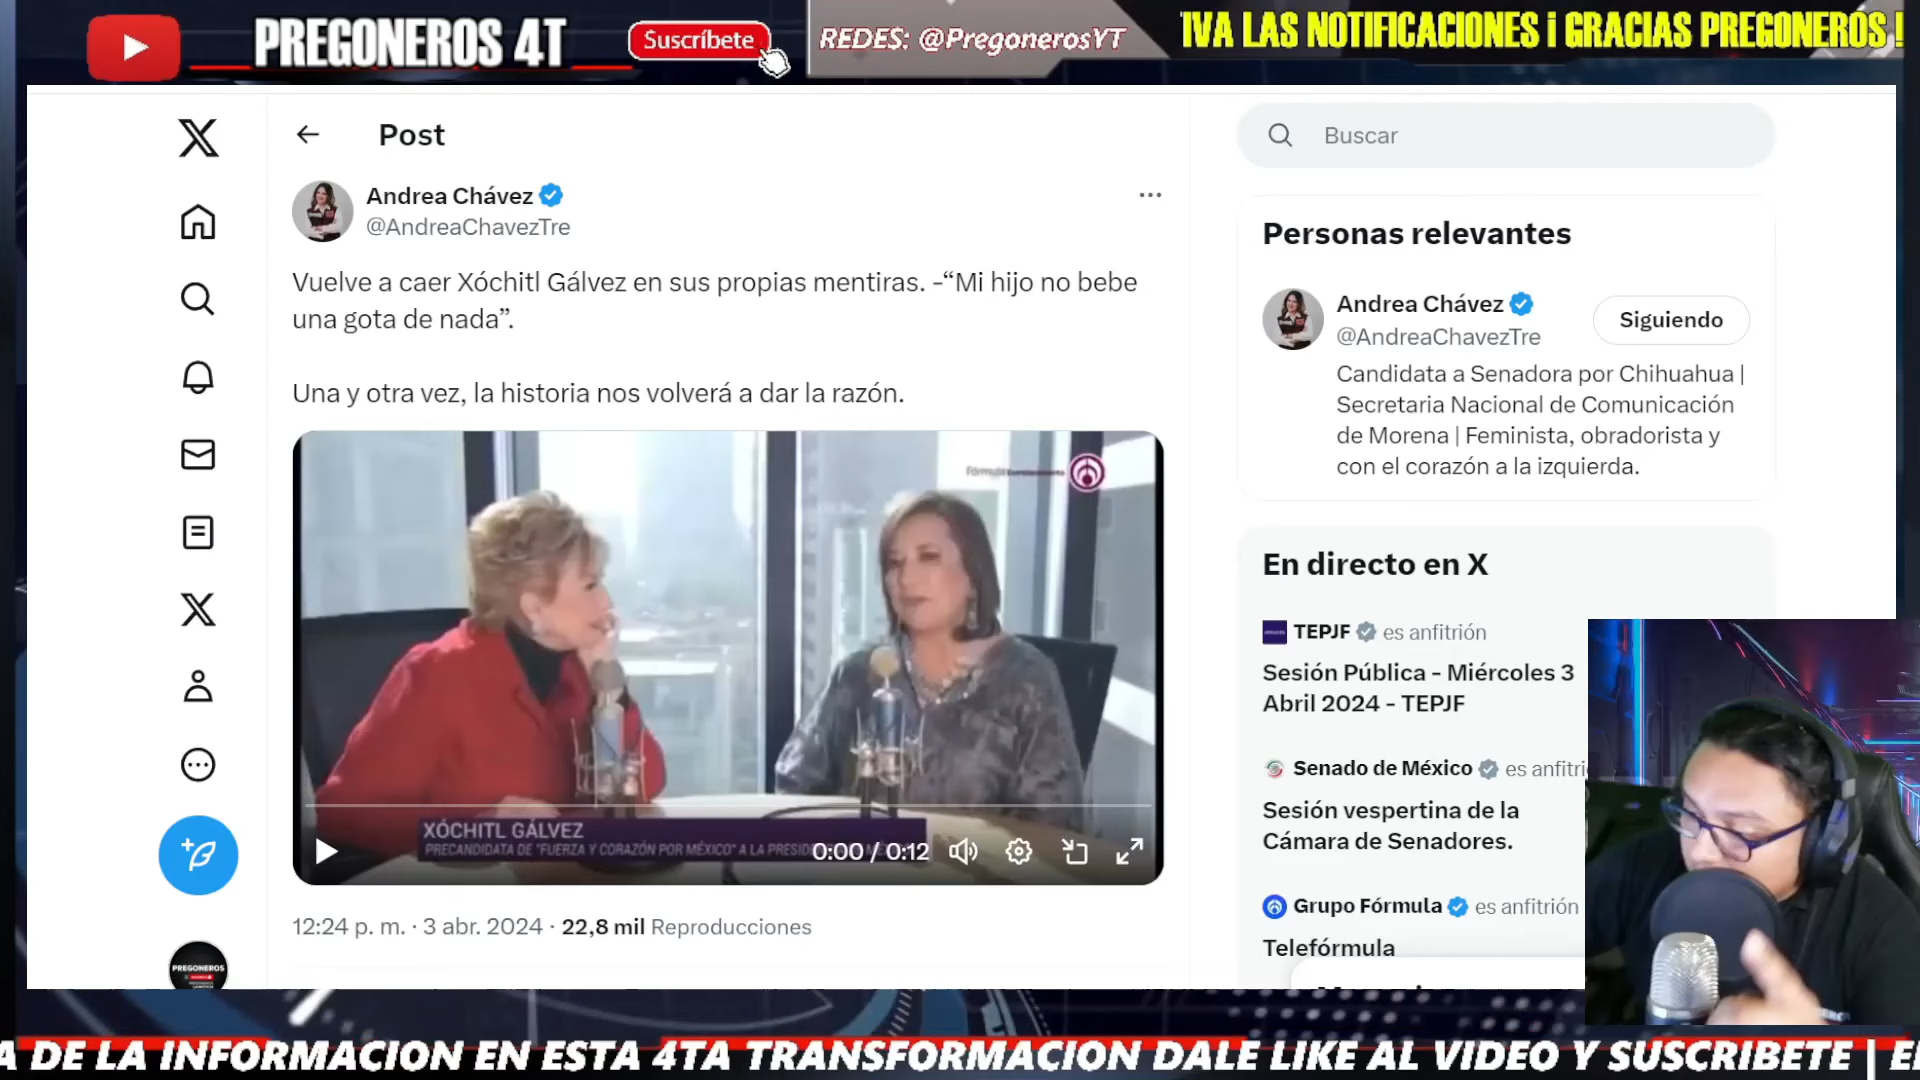 PREGONEROS 4T
Suscríbete
REDES: @PregonerosYT
IVA LAS NOTIFICACIONES ¡ GRACIAS PREGONEROS !
Post
Buscar
Andrea Chávez
@AndreaChavezTre
Vuelve a caer Xóchitl Gálvez en sus propias mentiras. -“Mi hijo no bebe
una gota de nada”.
Una y otra vez, la historia nos volverá a dar la razón.
Fórmula
XÓCHITL GÁLVEZ
PRECANDIDATA DE "FUERZA Y CORAZÓN POR MÉXICO" A LA PRESID
0:00 / 0:12
12:24 p. m. · 3 abr. 2024 · 22,8 mil Reproducciones
Personas relevantes
Andrea Chávez
@AndreaChavezTre
Siguiendo
Candidata a Senadora por Chihuahua |
Secretaria Nacional de Comunicación
de Morena | Feminista, obradorista y
con el corazón a la izquierda.
En directo en X
TEPJF es anfitrión
Sesión Pública - Miércoles 3
Abril 2024 - TEPJF
Senado de México es anfitri
Sesión vespertina de la
Cámara de Senadores.
Grupo Fórmula es anfitrión
Telefórmula
PREGONEROS
A DE LA INFORMACION EN ESTA 4TA TRANSFORMACION DALE LIKE AL VIDEO Y SUSCRIBETE | E